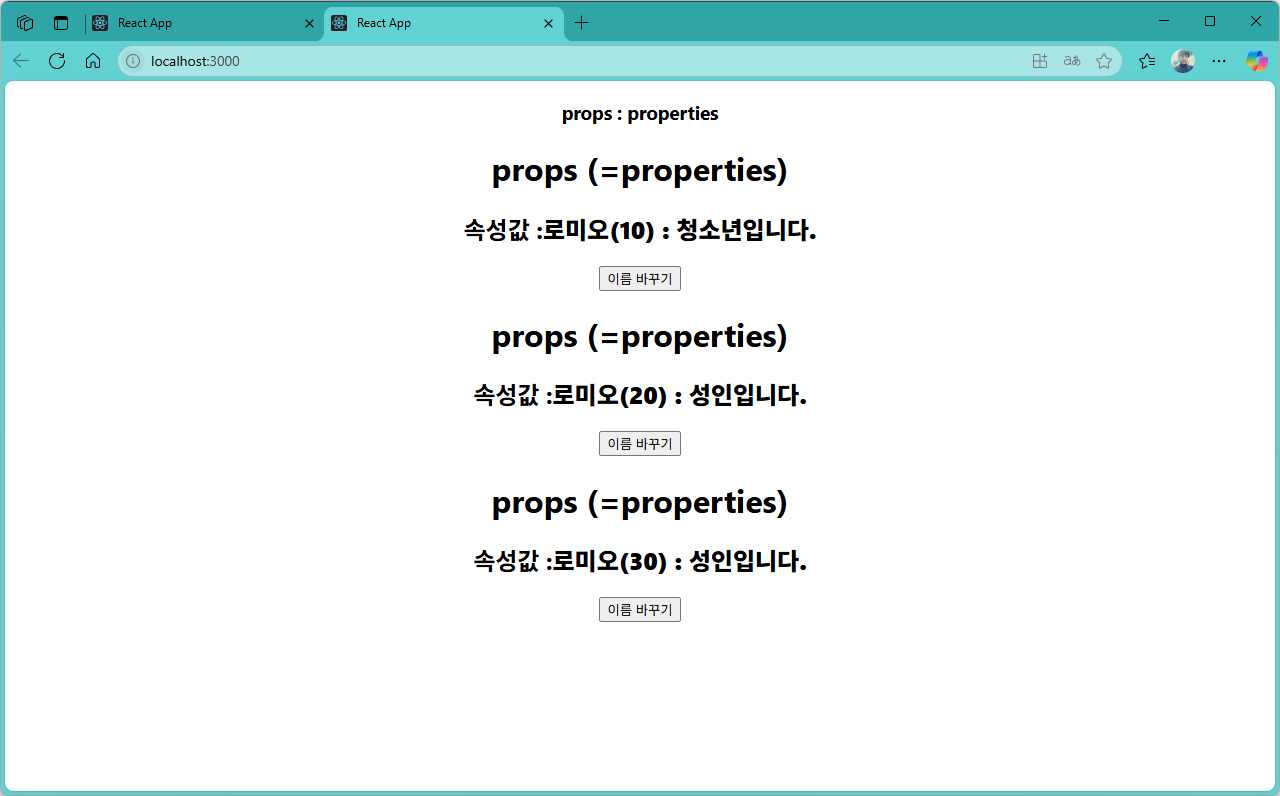 React App
React App
localhost:3000
aあ
props : properties
props (=properties)
속성값 :로미오(10) : 청소년입니다.
이름 바꾸기
props (=properties)
속성값 :로미오(20) : 성인입니다.
이름 바꾸기
props (=properties)
속성값 :로미오(30) : 성인입니다.
이름 바꾸기